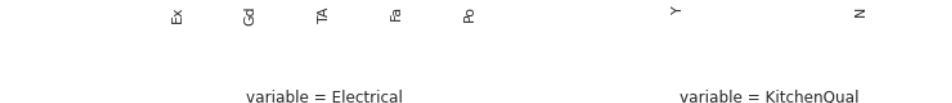 Ex Gd TA Fa Po Y N
variable = Electrical variable = KitchenQual